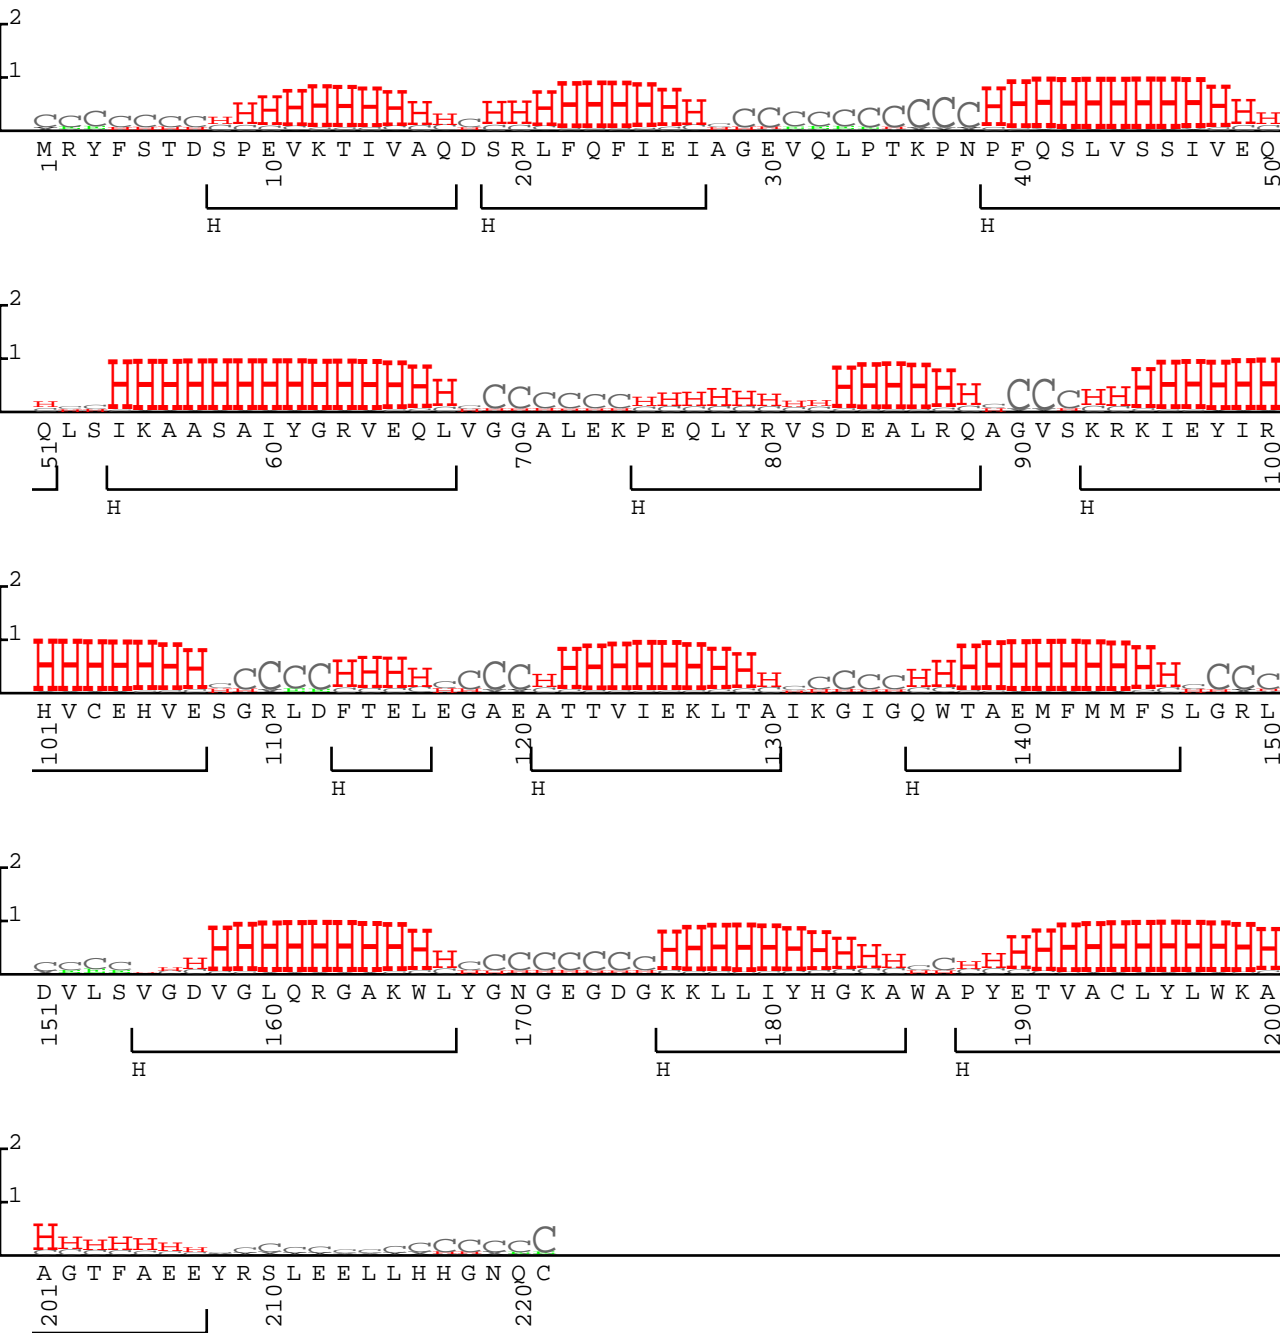 2
1
C C C C C C C H H H H H H H H H H C H H H H H H H H H C C C C C C C C C C H H H H H H H H H H H H
M R Y F S T D S P E V K T I V A Q D S R L F Q F I E I A G E V Q L P T K P N P F Q S L V S S I V E Q
1 10 20 30 40 50
H H H
2
1
H C C H H H H H H H H H H H H H H C C C C C C H H H H H H H H H H H H H H C C C H H H H H H H H
Q L S I K A A S A I Y G R V E Q L V G G A L E K P E Q L Y R V S D E A L R Q A G V S K R K I E Y I R
51 60 70 80 90 100
H H H
2
1
H H H H H H H C C C C C H H H H C C C C H H H H H H H H H H C C C C H H H H H H H H H H H C C C
H V C E H V E S G R L D F T E L E G A E A T T V I E K L T A I K G I G Q W T A E M F M M F S L G R L
101 110 120 130 140 150
H H H
2
1
C C C C H H H H H H H H H H H H C C C C C C C C H H H H H H H H H H C C H H H H H H H H H H H H H
D V L S V G D V G L Q R G A K W L Y G N G E G D G K K L L I Y H G K A W A P Y E T V A C L Y L W K A
151 160 170 180 190 200
H H H
2
1
H H H H H H H C C C C C C C C C C C C
A G T F A E E Y R S L E E L L H H G N Q C
201 210 220